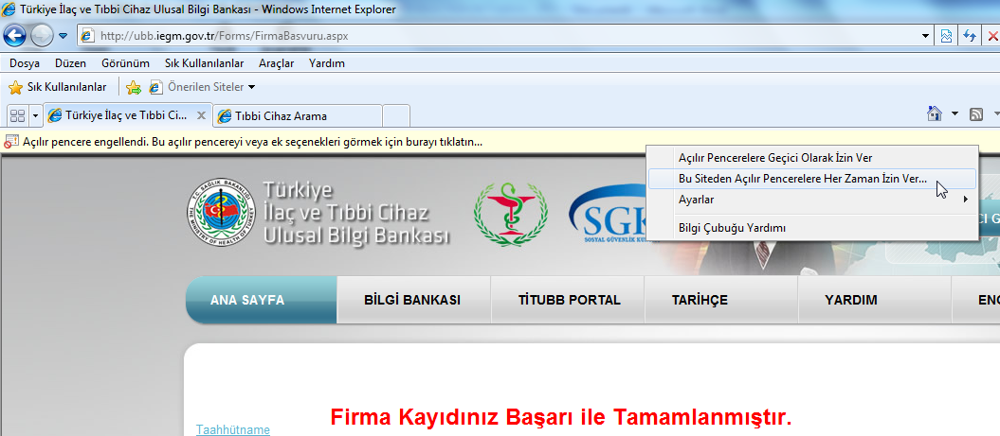 Türkiye İlaç ve Tıbbi Cihaz Ulusal Bilgi Bankası - Windows Internet Explorer
http://ubb.iegm.gov.tr/Forms/FirmaBasvuru.aspx
Dosya Düzen Görünüm Sık Kullanılanlar Araçlar Yardım
Sık Kullanılanlar Önerilen Siteler
Türkiye İlaç ve Tıbbi Ci... Tıbbi Cihaz Arama
Açılır pencere engellendi. Bu açılır pencereyi veya ek seçenekleri görmek için burayı tıklatın...
Açılır Pencerelere Geçici Olarak İzin Ver
Bu Siteden Açılır Pencerelere Her Zaman İzin Ver...
Ayarlar
Bilgi Çubuğu Yardımı
T.C. SAĞLIK BAKANLIĞI
THE MINISTRY OF HEALTH OF TURKEY
Türkiye
İlaç ve Tıbbi Cihaz
Ulusal Bilgi Bankası
SGK
SOSYAL GÜVENLİK KU
CI G
ANA SAYFA BİLGİ BANKASI TİTUBB PORTAL TARİHÇE YARDIM ENG
Firma Kayıdınız Başarı ile Tamamlanmıştır.
Taahhütname